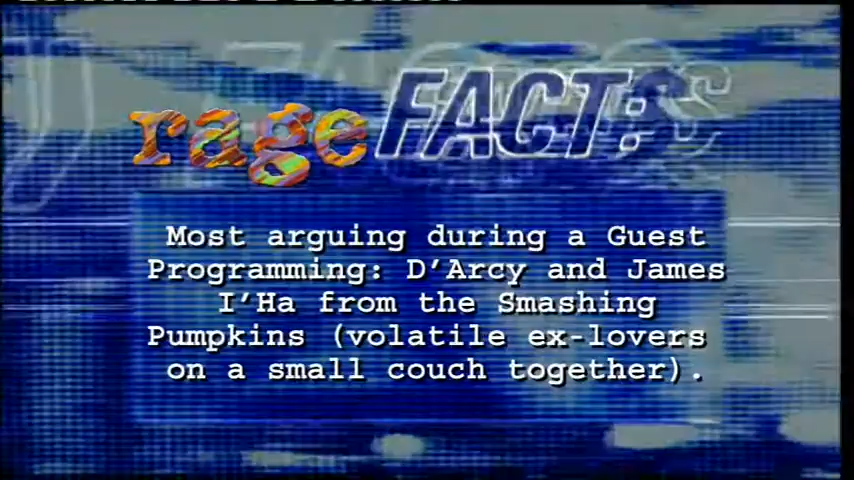 rage FACTS
Most arguing during a Guest
Programming: D'Arcy and James
I'Ha from the Smashing
Pumpkins (volatile ex-lovers
on a small couch together).